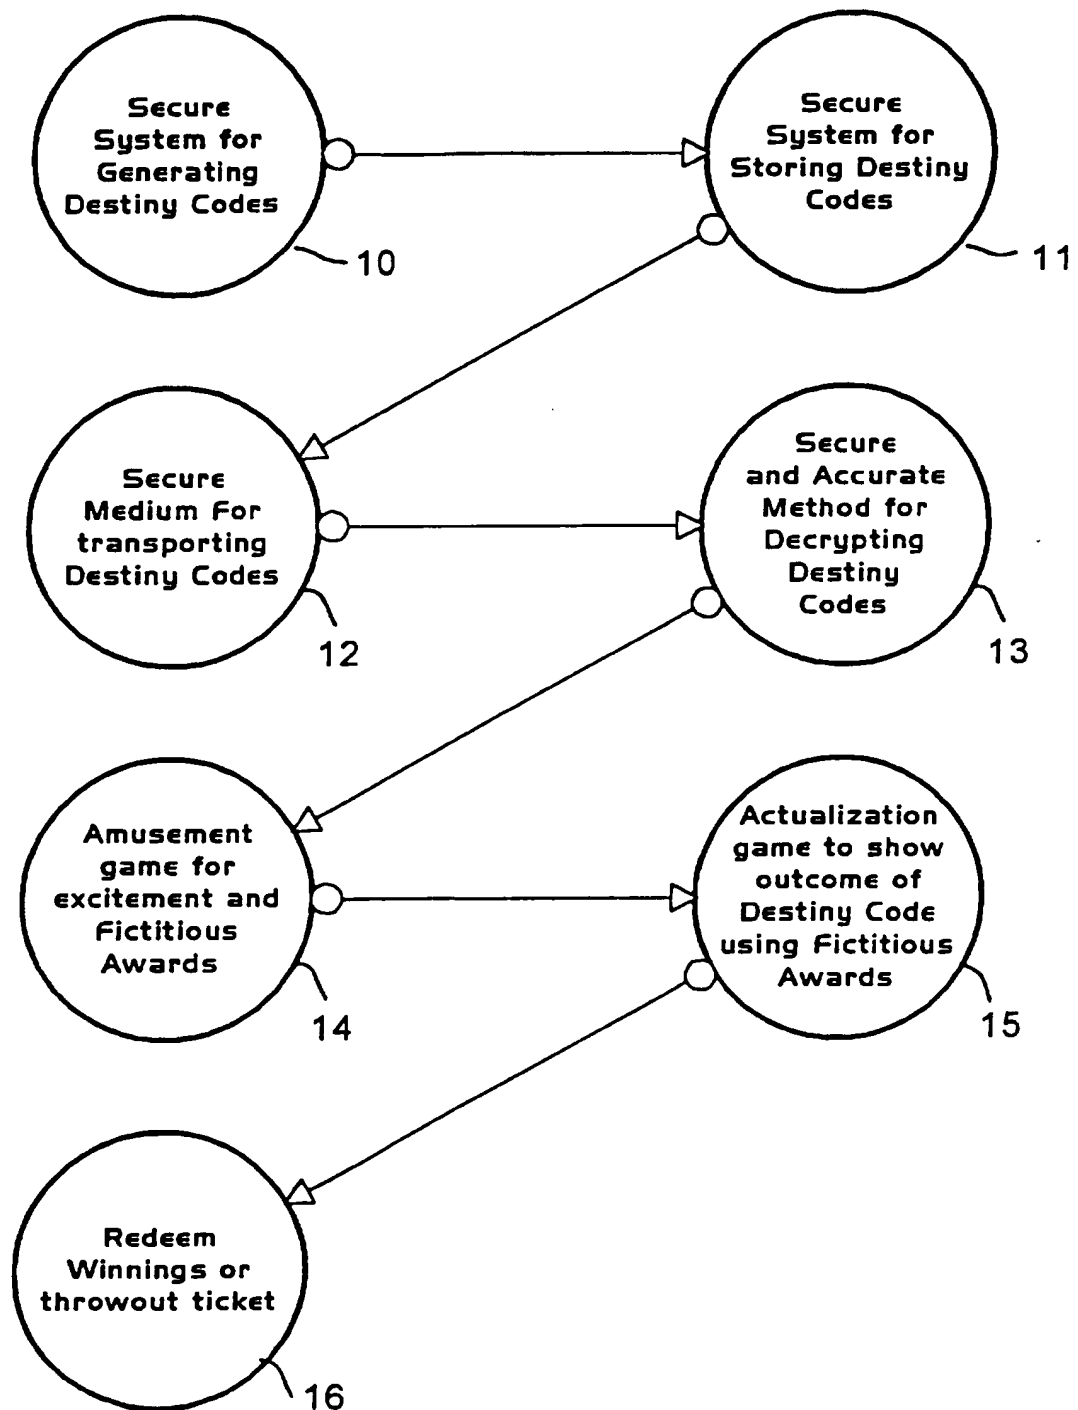 Secure
System for
Generating
Destiny Codes
10
Secure
System for
Storing Destiny
Codes
11
Secure
Medium For
transporting
Destiny Codes
12
Secure
and Accurate
Method for
Decrypting
Destiny
Codes
13
Amusement
game for
excitement and
Fictitious
Awards
14
Actualization
game to show
outcome of
Destiny Code
using Fictitious
Awards
15
Redeem
Winnings or
throwout ticket
16